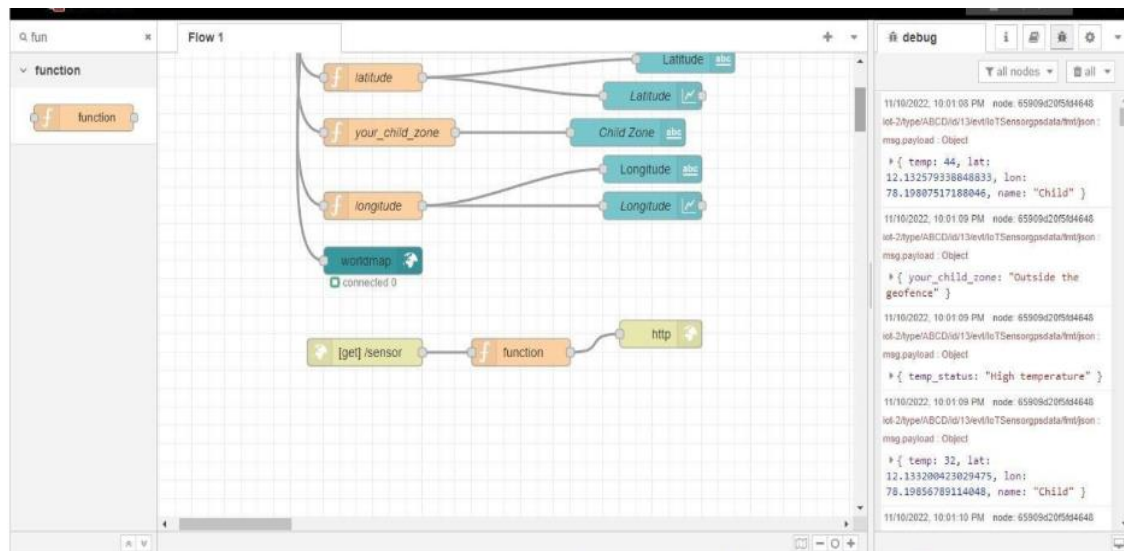 fun
Flow 1
debug
function
all nodes
all
function
latitude
Latitude
abc
Latitude
your_child_zone
Child Zone
abc
Longitude
abc
longitude
Longitude
worldmap
connected 0
[get] /sensor
function
http
11/10/2022, 10:01:08 PM node: 65909d20f5fd4648
iot-2/type/ABCD/id/13/evt/IoTSensorgpsdata/fmt/json :
msg.payload : Object
{ temp: 44, lat:
12.132579338848833, lon:
78.19807517188046, name: "Child" }
11/10/2022, 10:01:09 PM node: 65909d20f5fd4648
iot-2/type/ABCD/id/13/evt/IoTSensorgpsdata/fmt/json :
msg.payload : Object
{ your_child_zone: "Outside the
geofence" }
11/10/2022, 10:01:09 PM node: 65909d20f5fd4648
iot-2/type/ABCD/id/13/evt/IoTSensorgpsdata/fmt/json :
msg.payload : Object
{ temp_status: "High temperature" }
11/10/2022, 10:01:09 PM node: 65909d20f5fd4648
iot-2/type/ABCD/id/13/evt/IoTSensorgpsdata/fmt/json :
msg.payload : Object
{ temp: 32, lat:
12.133200423029475, lon:
78.19856789114048, name: "Child" }
11/10/2022, 10:01:10 PM node: 65909d20f5fd4648